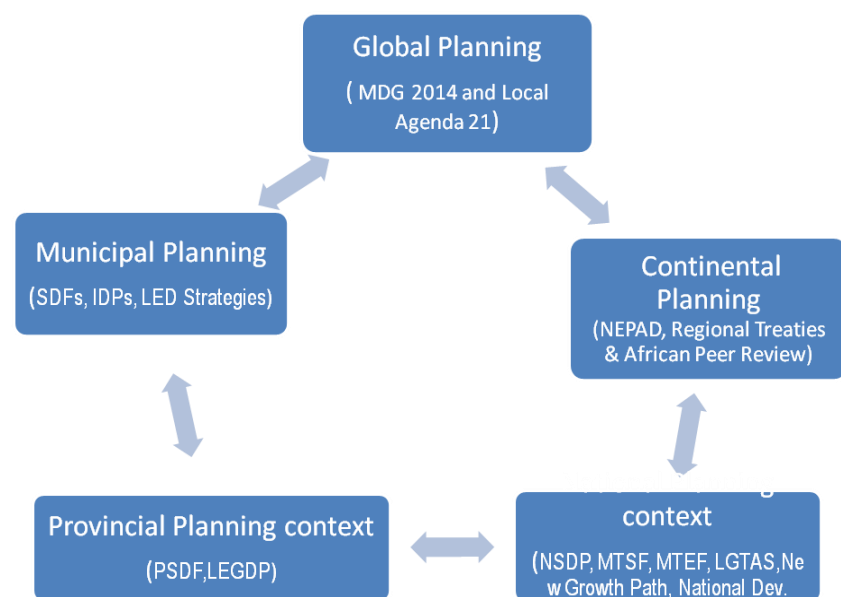 Global Planning
( MDG 2014 and Local
Agenda 21)
Municipal Planning
(SDFs, IDPs, LED Strategies)
Continental
Planning
(NEPAD, Regional Treaties
& African Peer Review)
Provincial Planning context
(PSDF,LEGDP)
context
(NSDP, MTSF, MTEF, LGTAS,Ne
w Growth Path, National Dev.